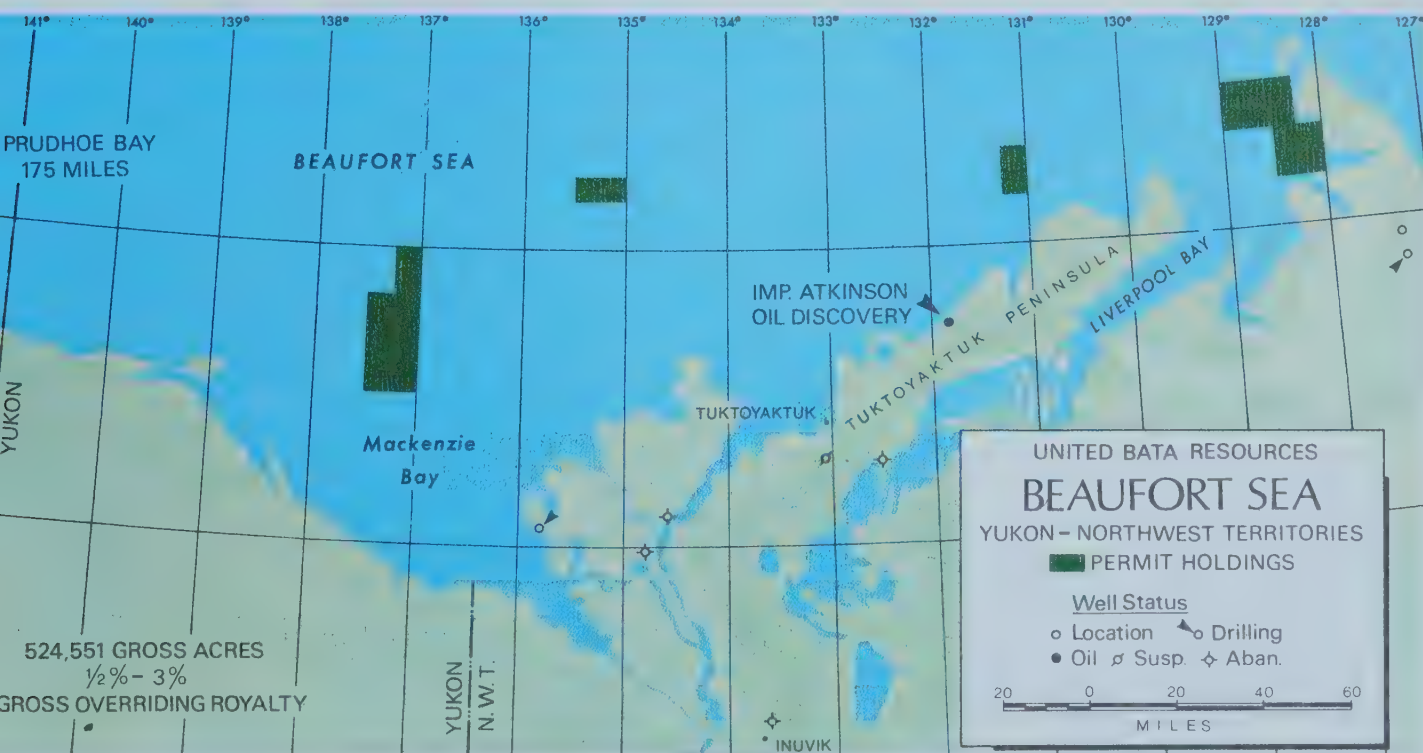 141° 140° 139° 138° 137° 136° 135° 134° 133° 132° 131° 130° 129° 128° 127°
PRUDHOE BAY
175 MILES
BEAUFORT SEA
IMP. ATKINSON
OIL DISCOVERY
TUKTOYAKTUK PENINSULA
LIVERPOOL BAY
YUKON
TUKTOYAKTUK
Mackenzie
Bay
524,551 GROSS ACRES
½%-3%
GROSS OVERRIDING ROYALTY
YUKON
N.W.T.
INUVIK
UNITED BATA RESOURCES
BEAUFORT SEA
YUKON-NORTHWEST TERRITORIES
PERMIT HOLDINGS
Well Status
Location Drilling
Oil Susp. Aban.
20 0 20 40 60
MILES